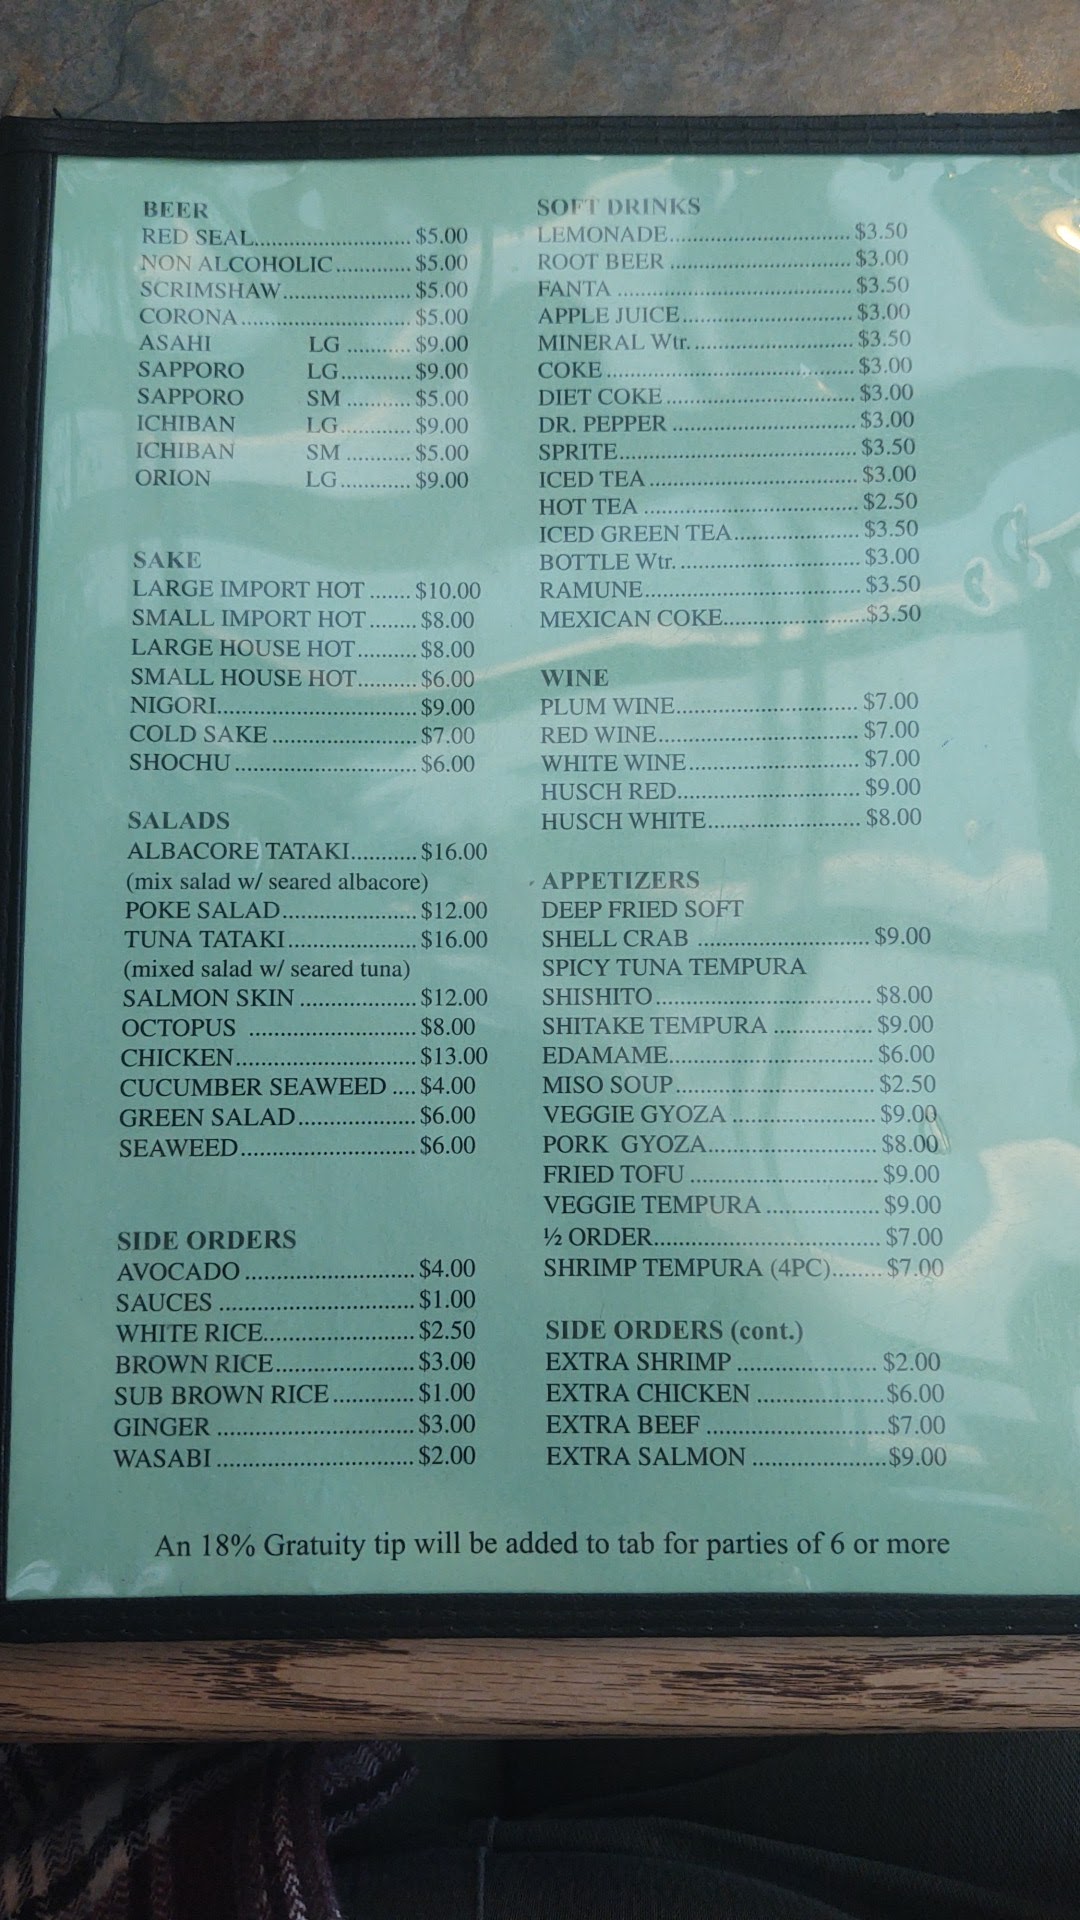 BEER
RED SEAL.............................. $5.00
NON ALCOHOLIC.............. $5.00
SCRIMSHAW........................ $5.00
CORONA................................ $5.00
ASAHI LG ........... $9.00
SAPPORO LG............ $9.00
SAPPORO SM ........... $5.00
ICHIBAN LG............ $9.00
ICHIBAN SM ........... $5.00
ORION LG............ $9.00
SAKE
LARGE IMPORT HOT ....... $10.00
SMALL IMPORT HOT ........ $8.00
LARGE HOUSE HOT.......... $8.00
SMALL HOUSE HOT.......... $6.00
NIGORI.................................. $9.00
COLD SAKE ........................ $7.00
SHOCHU ............................... $6.00
SALADS
ALBACORE TATAKI........... $16.00
(mix salad w/ seared albacore)
POKE SALAD....................... $12.00
TUNA TATAKI...................... $16.00
(mixed salad w/ seared tuna)
SALMON SKIN .................... $12.00
OCTOPUS ............................ $8.00
CHICKEN............................... $13.00
CUCUMBER SEAWEED .... $4.00
GREEN SALAD.................... $6.00
SEAWEED............................. $6.00
SIDE ORDERS
AVOCADO ............................ $4.00
SAUCES ................................. $1.00
WHITE RICE.......................... $2.50
BROWN RICE........................ $3.00
SUB BROWN RICE.............. $1.00
GINGER ................................. $3.00
WASABI ................................. $2.00
SOFT DRINKS
LEMONADE............................... $3.50
ROOT BEER ............................... $3.00
FANTA ........................................ $3.50
APPLE JUICE............................. $3.00
MINERAL Wtr. ........................... $3.50
COKE .......................................... $3.00
DIET COKE ................................ $3.00
DR. PEPPER ............................... $3.00
SPRITE........................................ $3.50
ICED TEA ................................... $3.00
HOT TEA .................................... $2.50
ICED GREEN TEA..................... $3.50
BOTTLE Wtr. .............................. $3.00
RAMUNE.................................... $3.50
MEXICAN COKE........................$3.50
WINE
PLUM WINE............................... $7.00
RED WINE.................................. $7.00
WHITE WINE............................. $7.00
HUSCH RED............................... $9.00
HUSCH WHITE.......................... $8.00
APPETIZERS
DEEP FRIED SOFT
SHELL CRAB ............................. $9.00
SPICY TUNA TEMPURA
SHISHITO.................................... $8.00
SHITAKE TEMPURA ................ $9.00
EDAMAME.................................. $6.00
MISO SOUP................................. $2.50
VEGGIE GYOZA ........................ $9.00
PORK GYOZA............................. $8.00
FRIED TOFU ............................... $9.00
VEGGIE TEMPURA ................... $9.00
½ ORDER...................................... $7.00
SHRIMP TEMPURA (4PC)........ $7.00
SIDE ORDERS (cont.)
EXTRA SHRIMP ....................... $2.00
EXTRA CHICKEN .....................$6.00
EXTRA BEEF .............................$7.00
EXTRA SALMON ......................$9.00
An 18% Gratuity tip will be added to tab for parties of 6 or more